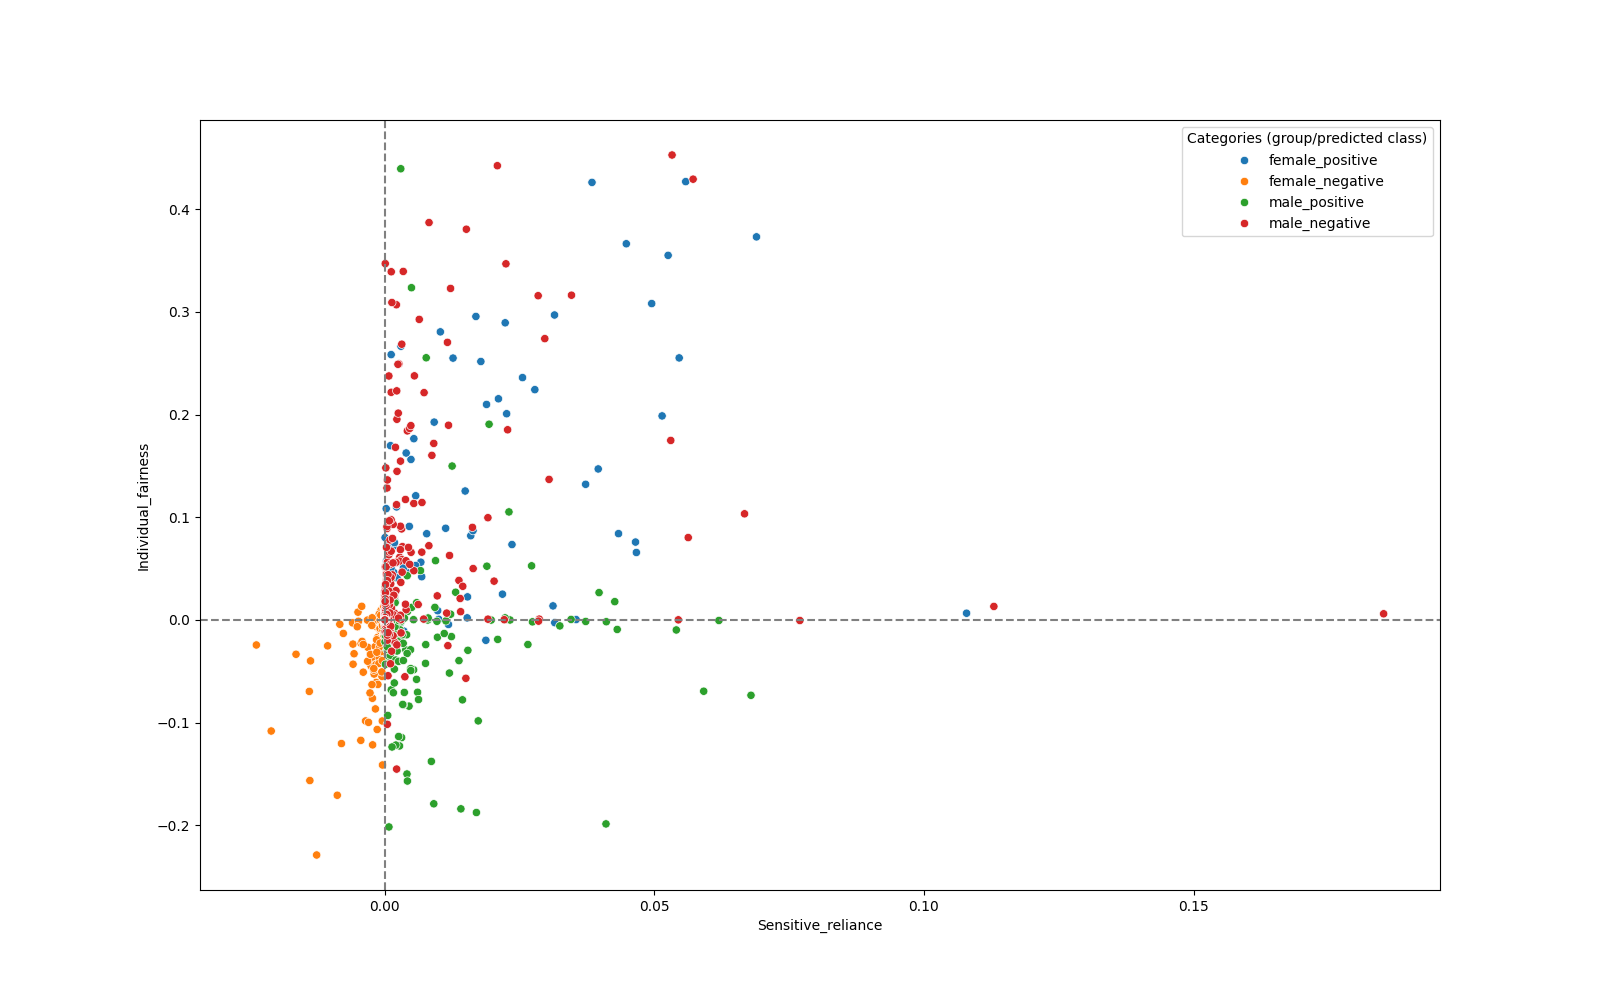 Categories (group/predicted class)
female_positive
female_negative
male_positive
male_negative
0.4
0.3
0.2
0.1
0.0
−0.1
−0.2
Individual_fairness
0.00
0.05
0.10
0.15
Sensitive_reliance